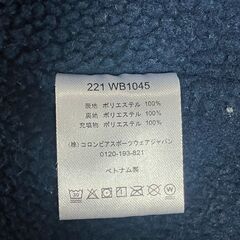 221 WB1045
表地 ポリエステル 100%
裏地 ポリエステル 100%
充填物 ポリエステル 100%
(株) コロンビアスポーツウェアジャパン
0120-193-821
ベトナム製